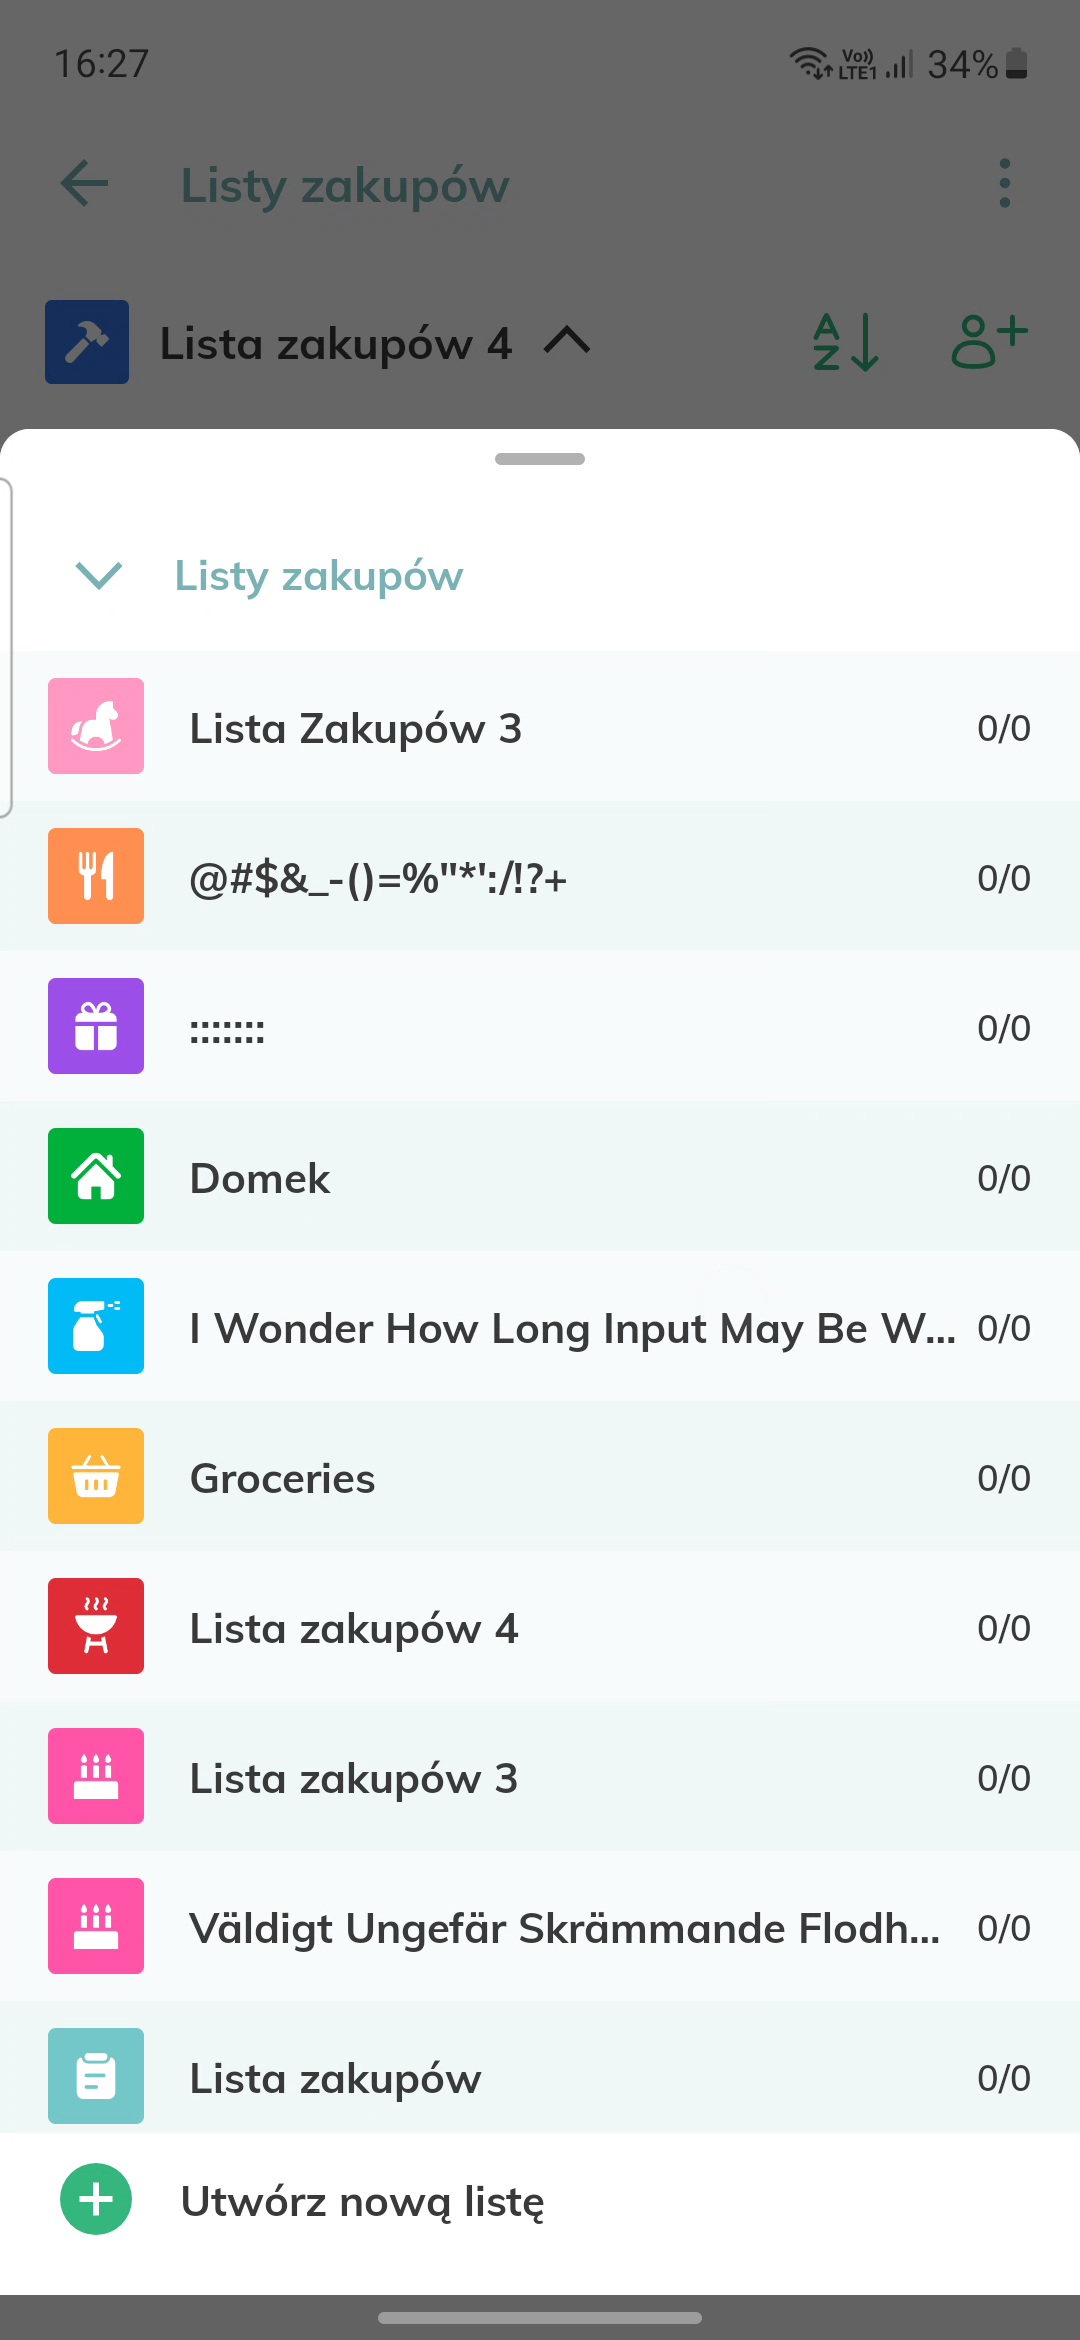 16:27 Vo)) LTE1 34%
Listy zakupów
Lista zakupów 4 A Z
Listy zakupów
Lista Zakupów 3 0/0
@#$&_-()=%"*':/!?+ 0/0
::::::: 0/0
Domek 0/0
I Wonder How Long Input May Be W... 0/0
Groceries 0/0
Lista zakupów 4 0/0
Lista zakupów 3 0/0
Väldigt Ungefär Skrämmande Flodh... 0/0
Lista zakupów 0/0
Utwórz nową listę